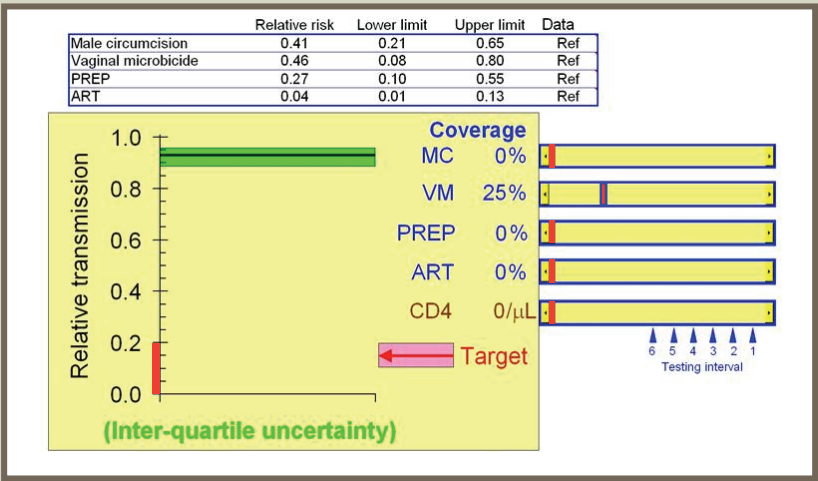 Relative risk Lower limit Upper limit Data
Male circumcision 0.41 0.21 0.65 Ref
Vaginal microbicide 0.46 0.08 0.80 Ref
PREP 0.27 0.10 0.55 Ref
ART 0.04 0.01 0.13 Ref
Relative transmission
1.0
0.8
0.6
0.4
0.2
0.0
(Inter-quartile uncertainty)
Coverage
MC 0%
VM 25%
PREP 0%
ART 0%
CD4 0/µL
Target
6 5 4 3 2 1
Testing interval